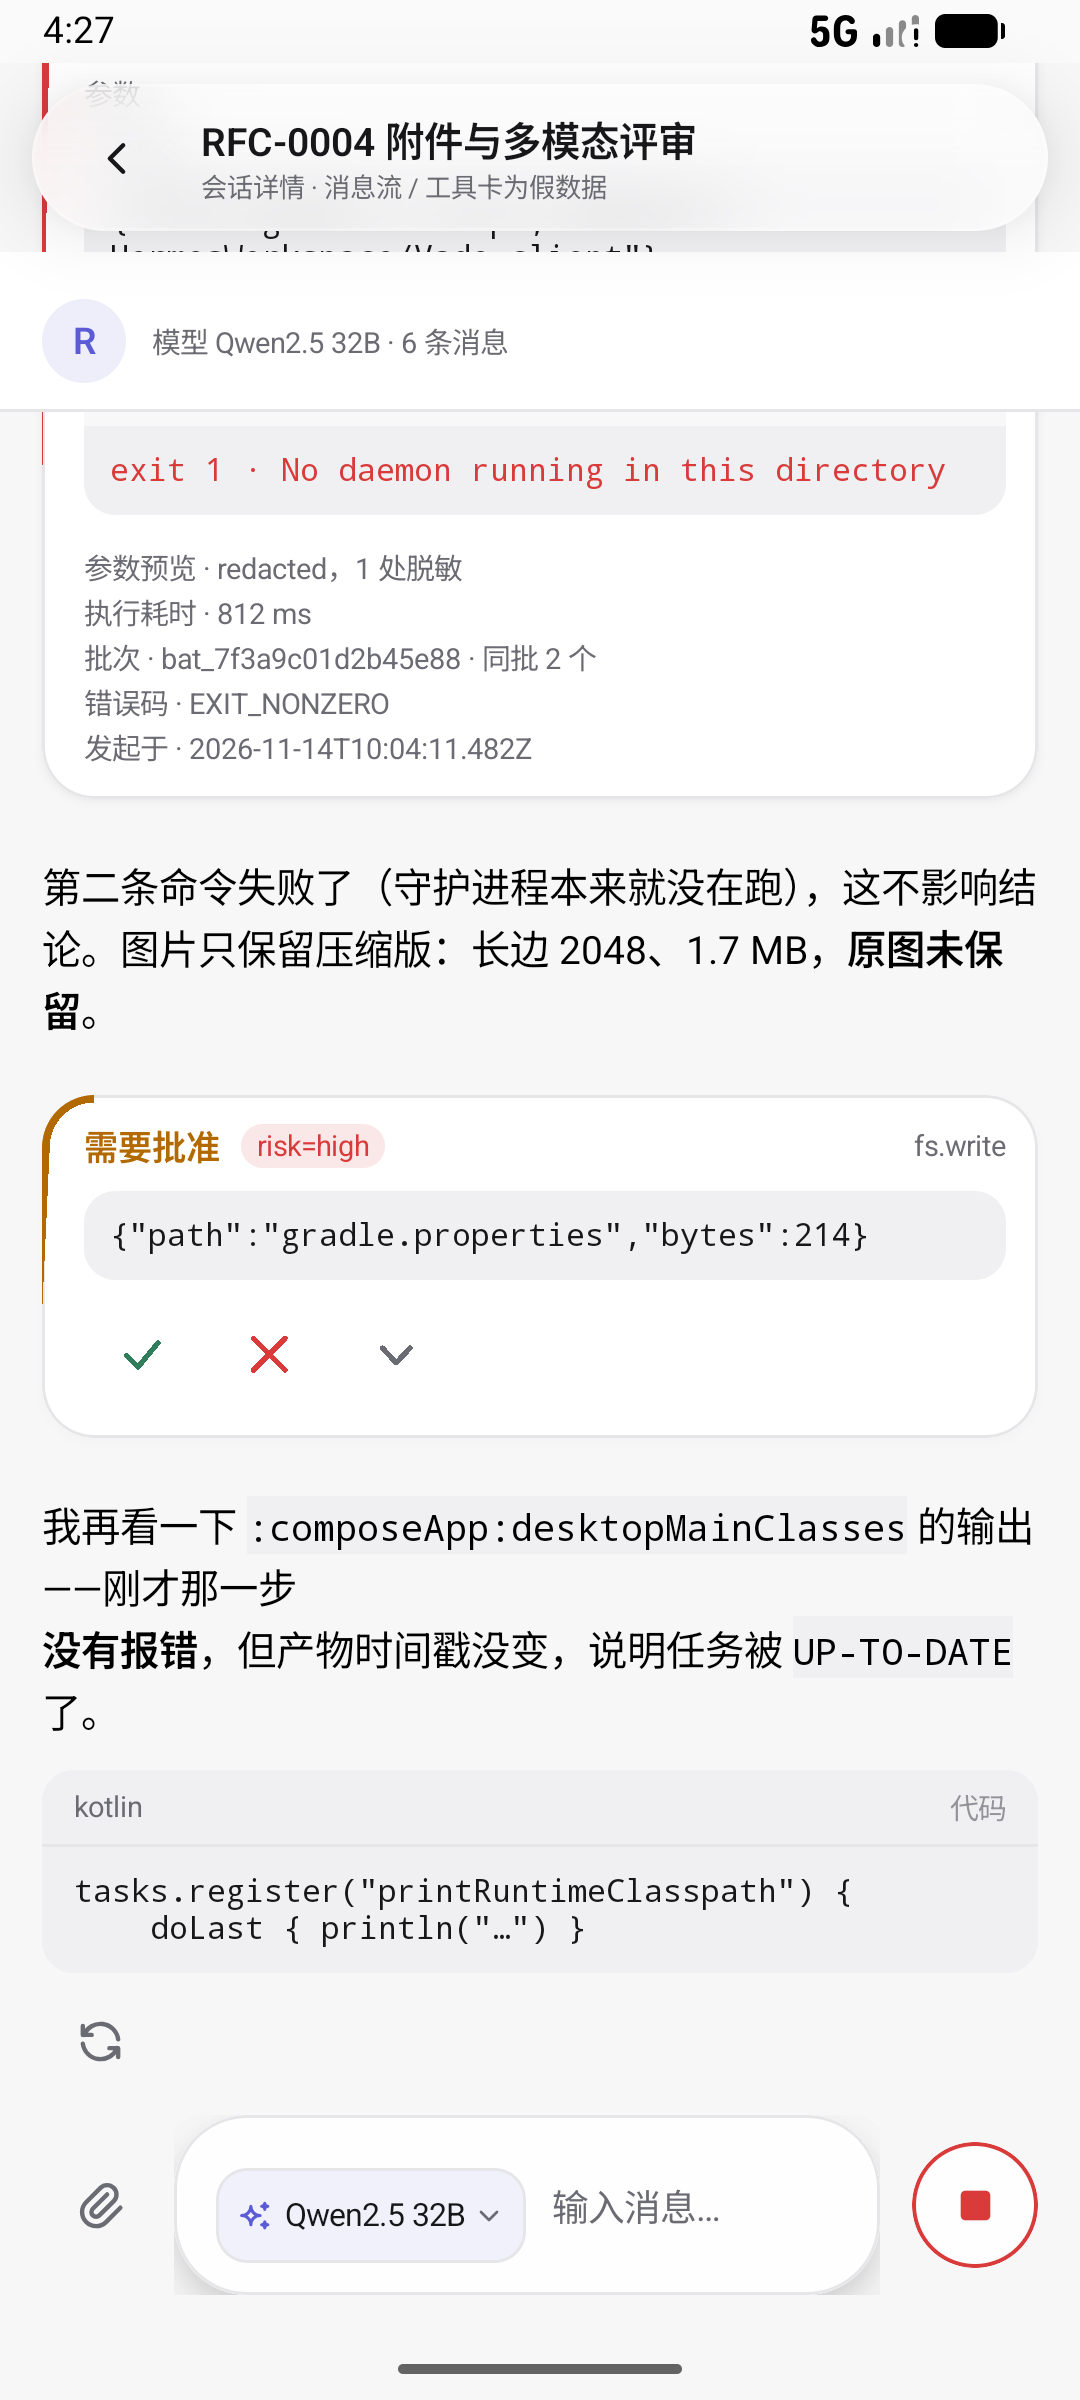 4:27
5G
参数
RFC-0004 附件与多模态评审
会话详情 · 消息流 / 工具卡为假数据
R
模型 Qwen2.5 32B · 6 条消息
exit 1 · No daemon running in this directory
参数预览 · redacted，1 处脱敏
执行耗时 · 812 ms
批次 · bat_7f3a9c01d2b45e88 · 同批 2 个
错误码 · EXIT_NONZERO
发起于 · 2026-11-14T10:04:11.482Z
第二条命令失败了（守护进程本来就没在跑），这不影响结
论。图片只保留压缩版：长边 2048、1.7 MB，原图未保
留。
需要批准 risk=high fs.write
{"path":"gradle.properties","bytes":214}
我再看一下 :composeApp:desktopMainClasses 的输出
——刚才那一步
没有报错，但产物时间戳没变，说明任务被 UP-TO-DATE
了。
kotlin 代码
tasks.register("printRuntimeClasspath") {
    doLast { println("…") }
Qwen2.5 32B 输入消息...